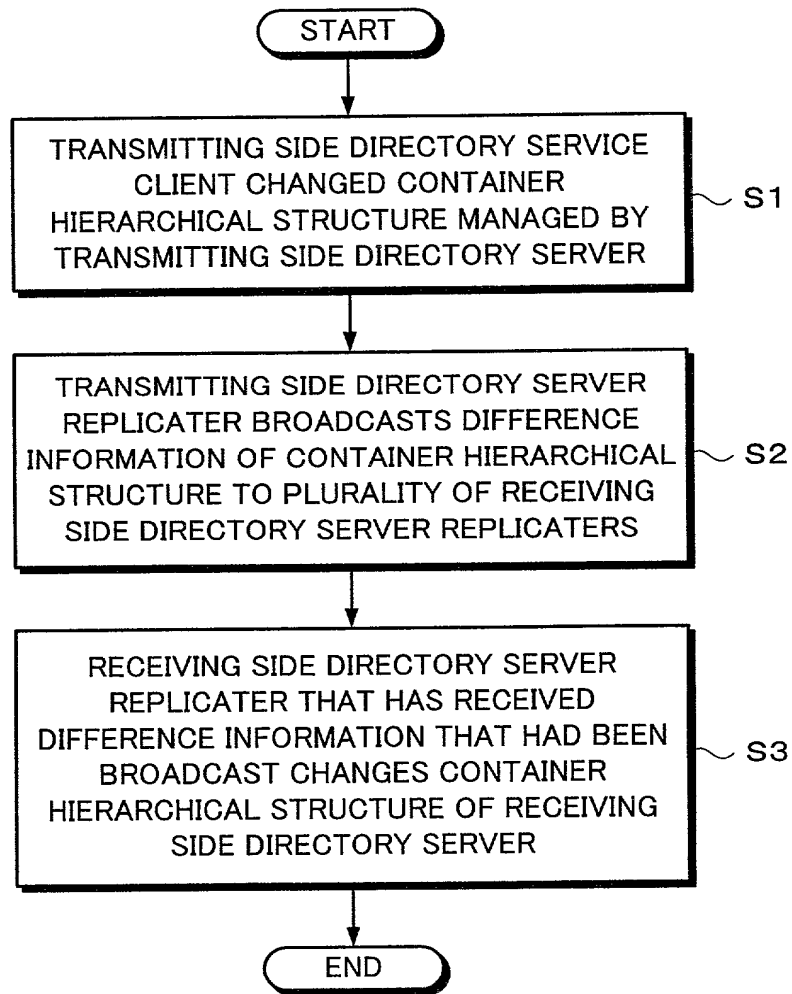 START
TRANSMITTING SIDE DIRECTORY SERVICE
CLIENT CHANGED CONTAINER
HIERARCHICAL STRUCTURE MANAGED BY
TRANSMITTING SIDE DIRECTORY SERVER
S1
TRANSMITTING SIDE DIRECTORY SERVER
REPLICATER BROADCASTS DIFFERENCE
INFORMATION OF CONTAINER HIERARCHICAL
STRUCTURE TO PLURALITY OF RECEIVING
SIDE DIRECTORY SERVER REPLICATERS
S2
RECEIVING SIDE DIRECTORY SERVER
REPLICATER THAT HAS RECEIVED
DIFFERENCE INFORMATION THAT HAD BEEN
BROADCAST CHANGES CONTAINER
HIERARCHICAL STRUCTURE OF RECEIVING
SIDE DIRECTORY SERVER
S3
END